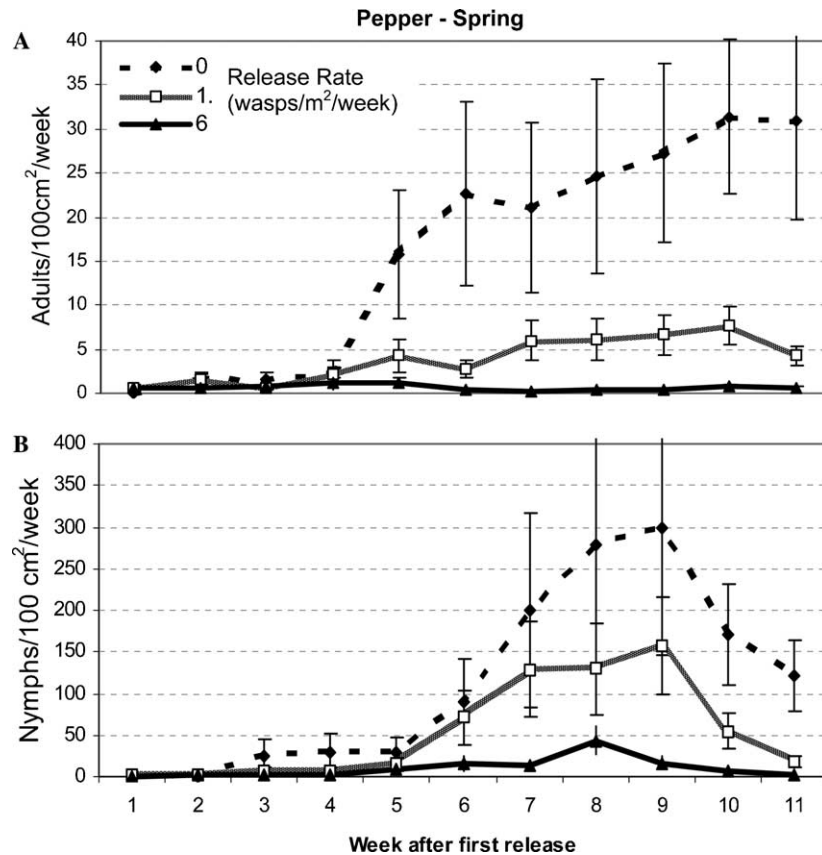 Pepper - Spring
A
40
35
30
25
20
15
10
5
0
Adults/100cm²/week
0
1.
6
Release Rate
(wasps/m²/week)
B
400
350
300
250
200
150
100
50
0
Nymphs/100 cm²/week
1 2 3 4 5 6 7 8 9 10 11
Week after first release